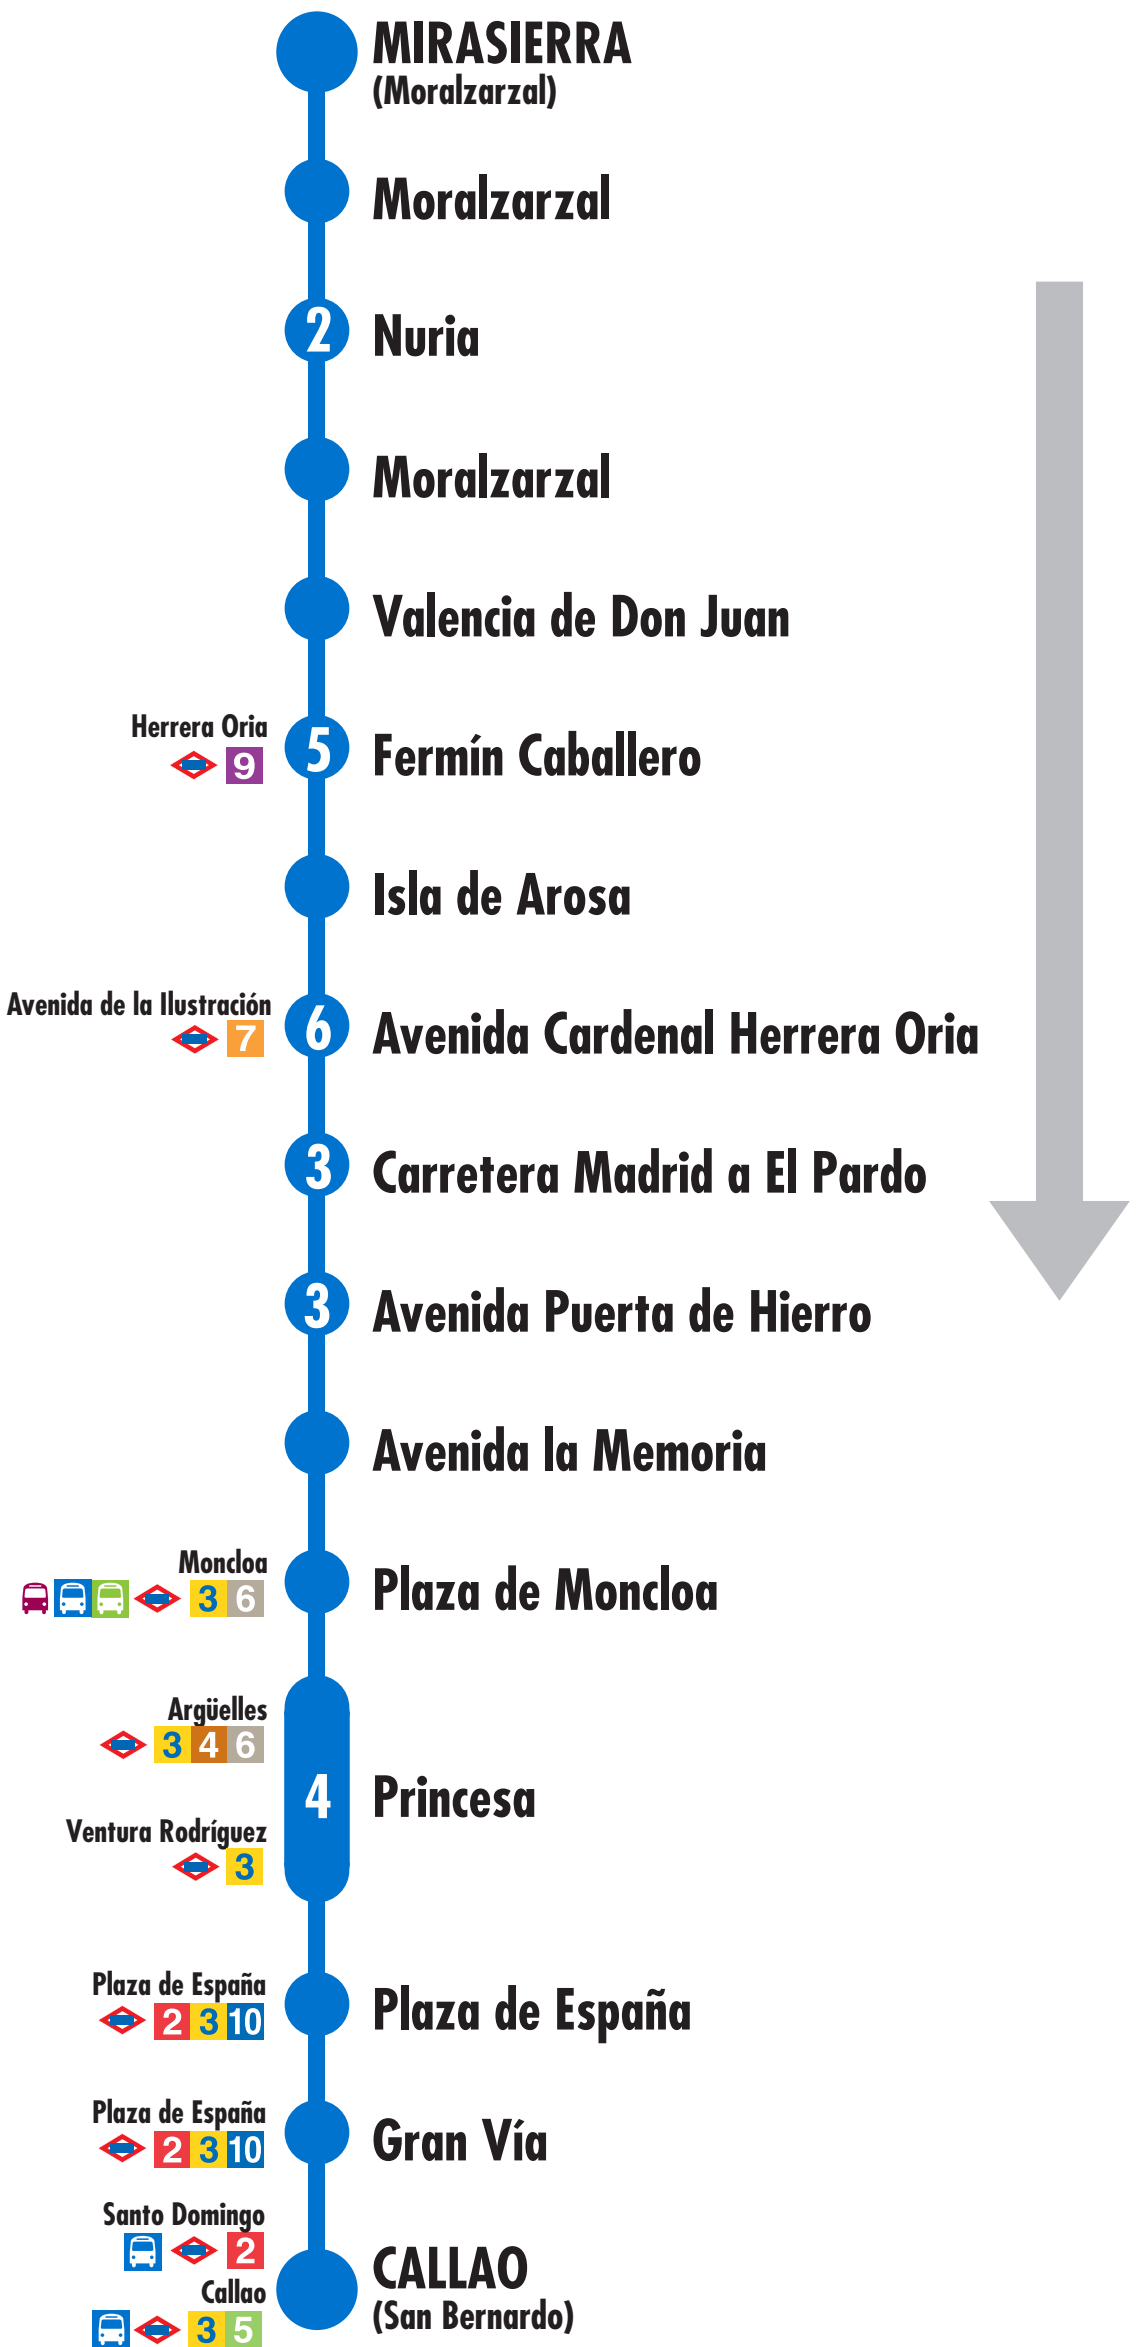 MIRASIERRA
(Moralzarzal)
Moralzarzal
2 Nuria
Moralzarzal
Valencia de Don Juan
Herrera Oria
9
5 Fermín Caballero
Isla de Arosa
Avenida de la Ilustración
7
6 Avenida Cardenal Herrera Oria
3 Carretera Madrid a El Pardo
3 Avenida Puerta de Hierro
Avenida la Memoria
Moncloa
3 6
Plaza de Moncloa
Argüelles
3 4 6
4 Princesa
Ventura Rodríguez
3
Plaza de España
2 3 10
Plaza de España
Plaza de España
2 3 10
Gran Vía
Santo Domingo
2
Callao
3 5
CALLAO
(San Bernardo)